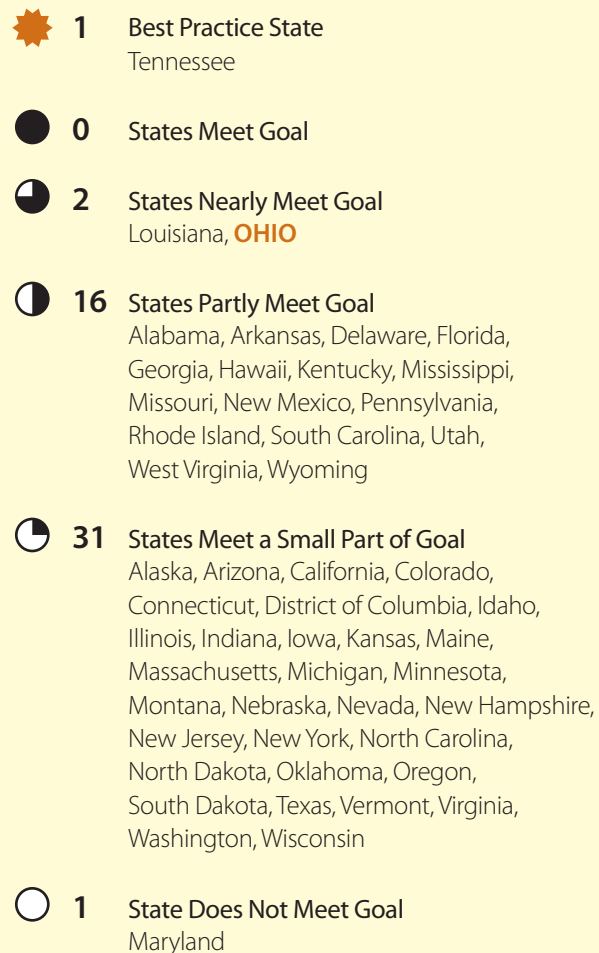 1 Best Practice State
Tennessee
0 States Meet Goal
2 States Nearly Meet Goal
Louisiana, OHIO
16 States Partly Meet Goal
Alabama, Arkansas, Delaware, Florida,
Georgia, Hawaii, Kentucky, Mississippi,
Missouri, New Mexico, Pennsylvania,
Rhode Island, South Carolina, Utah,
West Virginia, Wyoming
31 States Meet a Small Part of Goal
Alaska, Arizona, California, Colorado,
Connecticut, District of Columbia, Idaho,
Illinois, Indiana, Iowa, Kansas, Maine,
Massachusetts, Michigan, Minnesota,
Montana, Nebraska, Nevada, New Hampshire,
New Jersey, New York, North Carolina,
North Dakota, Oklahoma, Oregon,
South Dakota, Texas, Vermont, Virginia,
Washington, Wisconsin
1 State Does Not Meet Goal
Maryland